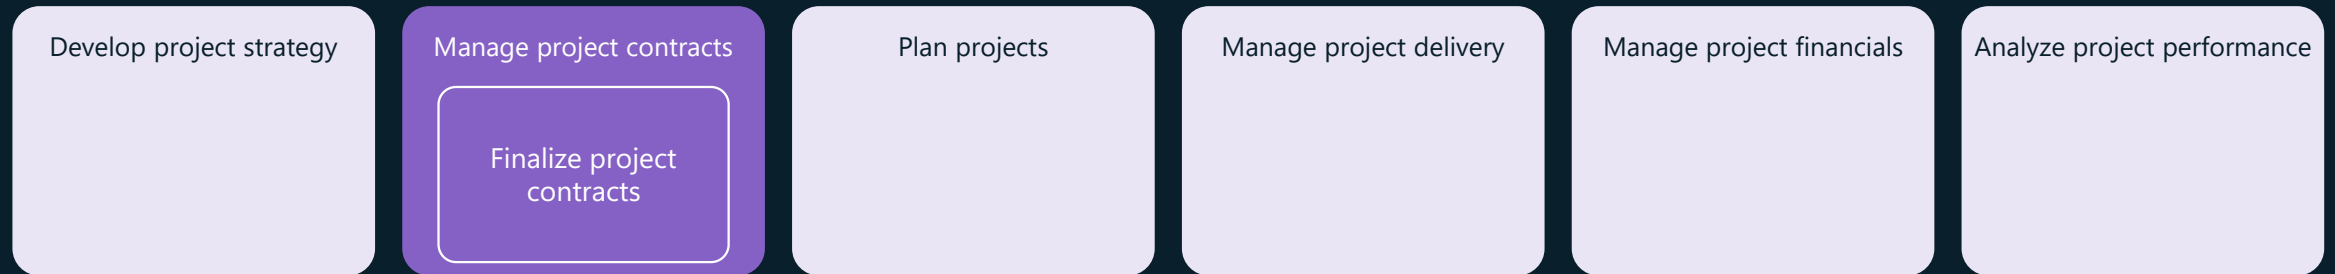 Develop project strategy
Manage project contracts
Finalize project
contracts
Plan projects
Manage project delivery
Manage project financials
Analyze project performance